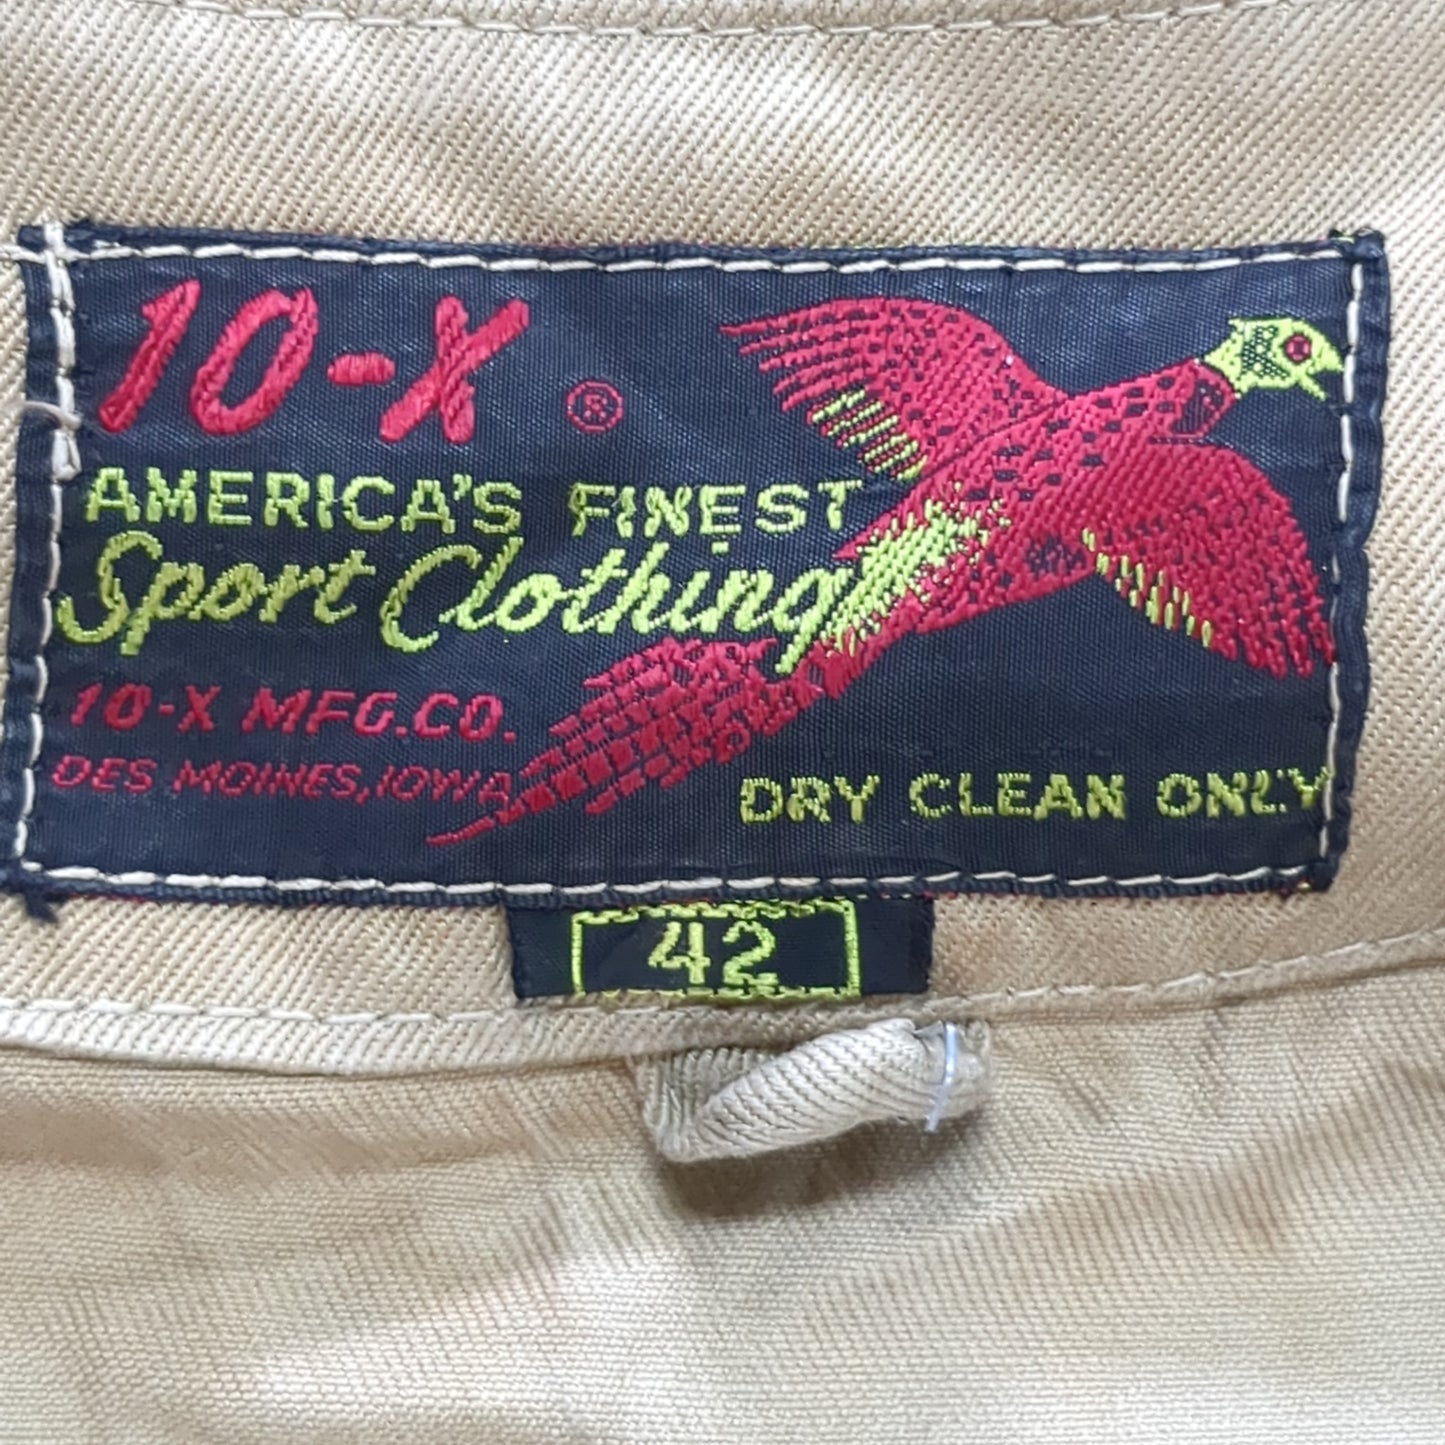 10-X ®
AMERICA'S FINEST
Sport Clothing
10-X MFG.CO.
DES MOINES, IOWA
DRY CLEAN ONLY
42